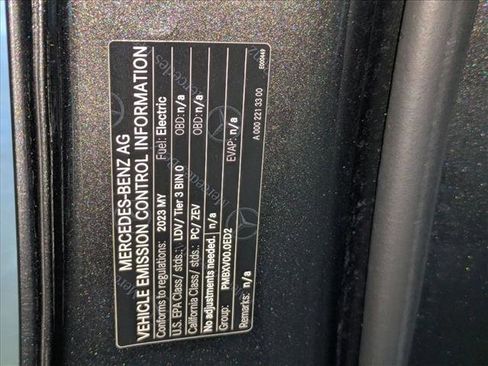 MERCEDES-BENZ AG
VEHICLE EMISSION CONTROL INFORMATION
Conforms to regulations: 2023 MY Fuel: Electric
U.S. EPA Class/ stds.: LDV/ Tier 3 BIN 0 OBD: n/a
California Class/ stds.: PC/ ZEV OBD: n/a
No adjustments needed. n/a
Group: PMBXV00.0ED2 EVAP: n/a
Remarks: n/a
A 000 221 33 00
E000449